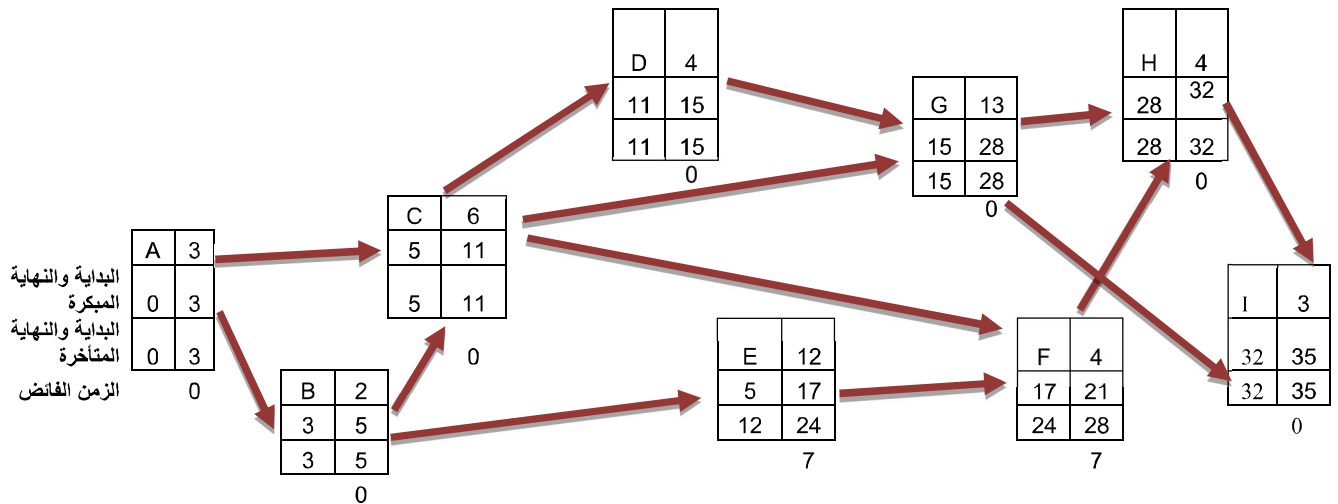 D 4
11 15
11 15
0
H 4
28 32
28 32
0
G 13
15 28
15 28
0
C 6
5 11
5 11
0
A 3
البداية والنهاية المبكرة
0 3
البداية والنهاية المتأخرة
0 3
الزمن الفائض
0
B 2
3 5
3 5
0
E 12
5 17
12 24
7
F 4
17 21
24 28
7
I 3
32 35
32 35
0